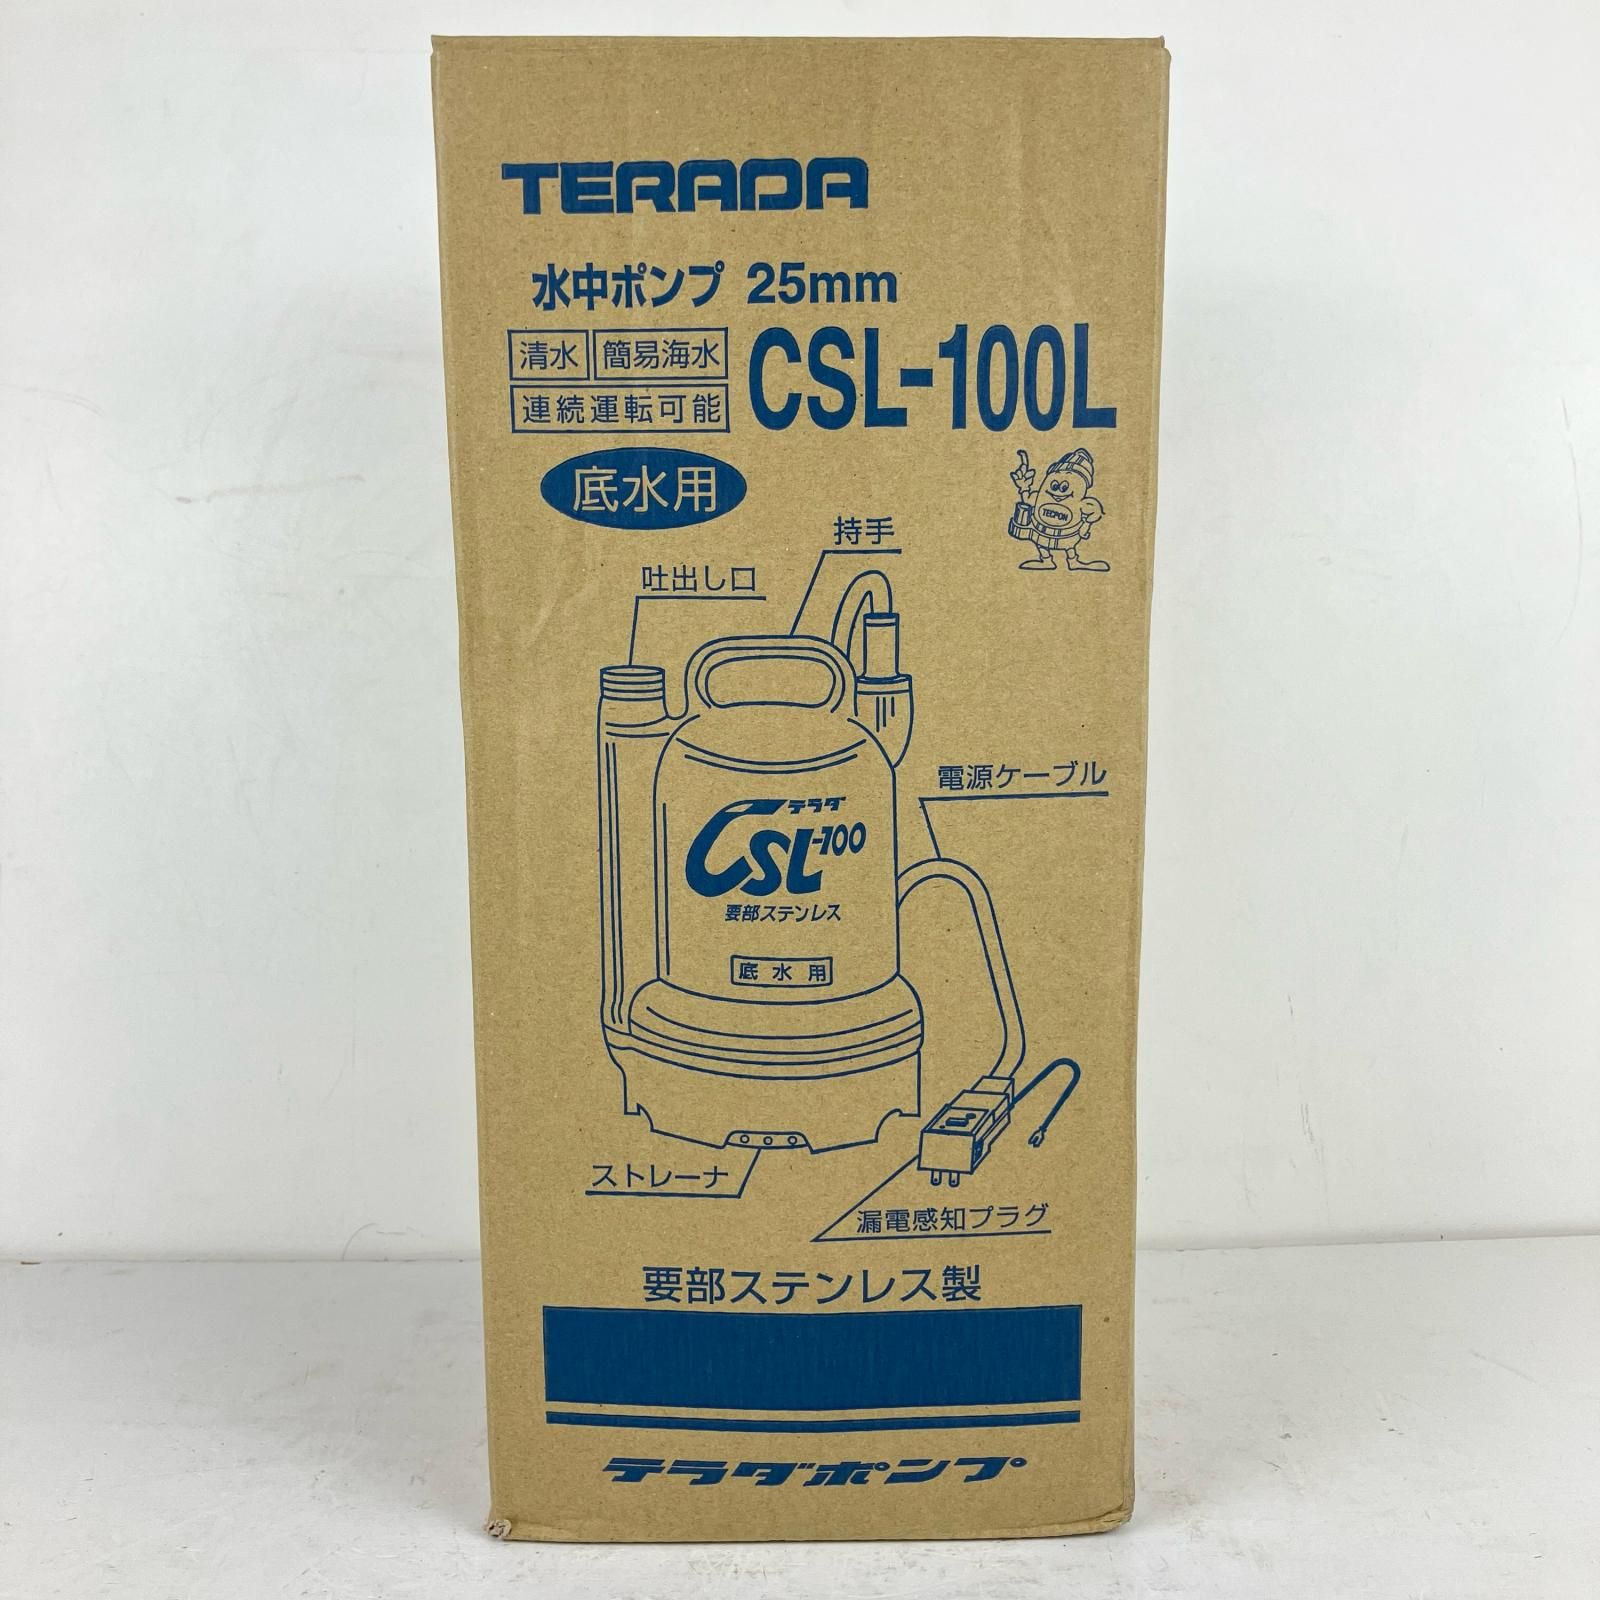 TERADA
水中ポンプ 25mm
清水 簡易海水
連続運転可能
CSL-100L
底水用
TECPON
持手
吐出し口
電源ケーブル
テラダ
CSL-100
要部ステンレス
底水用
ストレーナ
漏電感知プラグ
要部ステンレス製
テラダポンプ